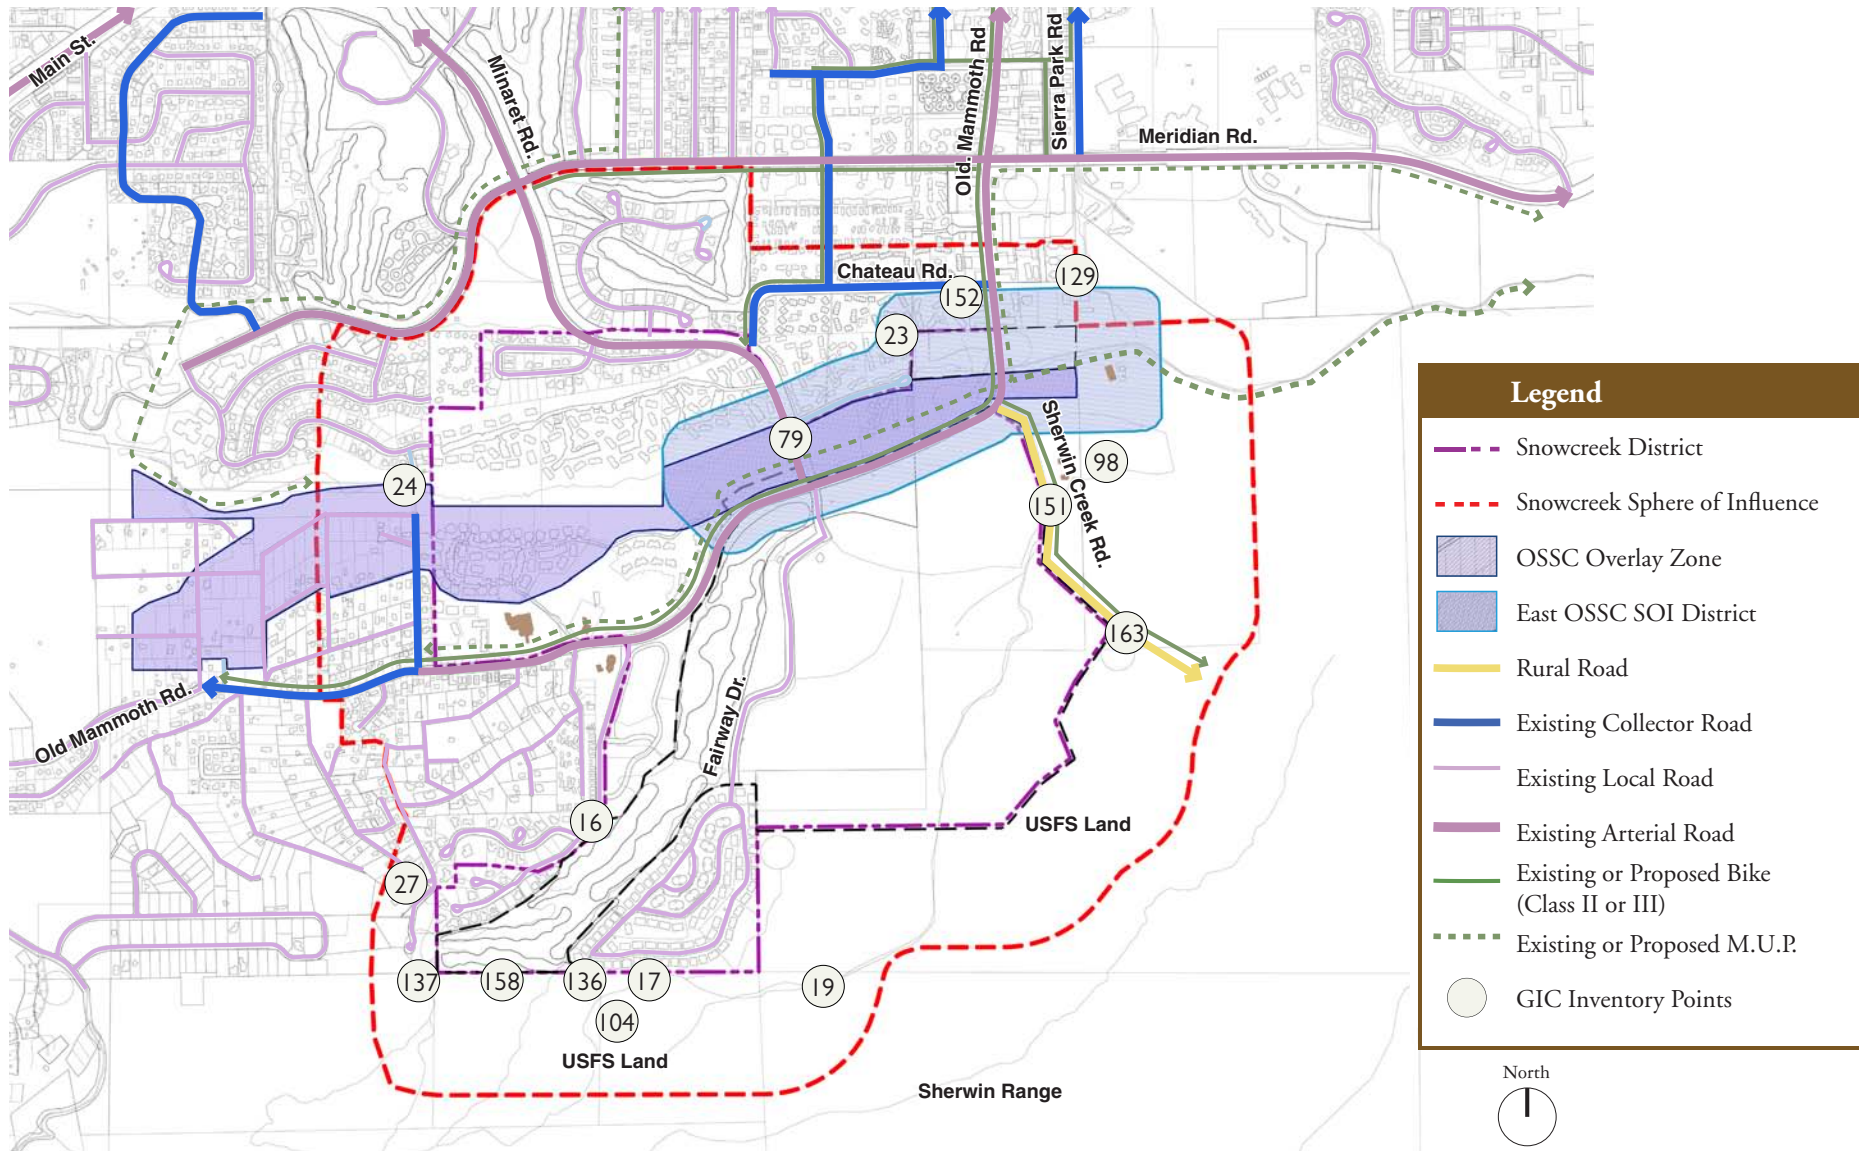 Main St.
Minaret Rd.
Old. Mammoth Rd
Sierra Park Rd
Meridian Rd.
Chateau Rd.
129
152
23
79
Sherwin Creek Rd.
98
24
151
163
Old Mammoth Rd.
Fairway Dr.
16
USFS Land
27
137
158
136
17
19
104
USFS Land
Sherwin Range
Legend
Snowcreek District
Snowcreek Sphere of Influence
OSSC Overlay Zone
East OSSC SOI District
Rural Road
Existing Collector Road
Existing Local Road
Existing Arterial Road
Existing or Proposed Bike
(Class II or III)
Existing or Proposed M.U.P.
GIC Inventory Points
North